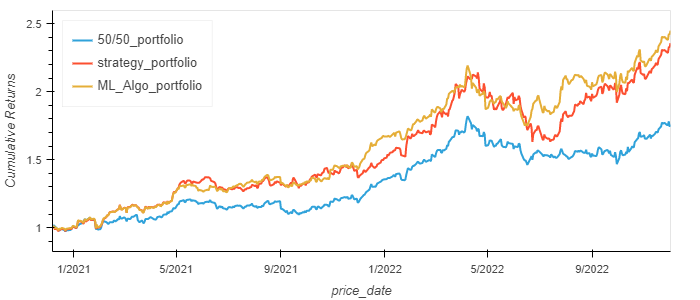 50/50_portfolio
strategy_portfolio
ML_Algo_portfolio
Cumulative Returns
2.5
2
1.5
1
1/2021
5/2021
9/2021
1/2022
5/2022
9/2022
price_date